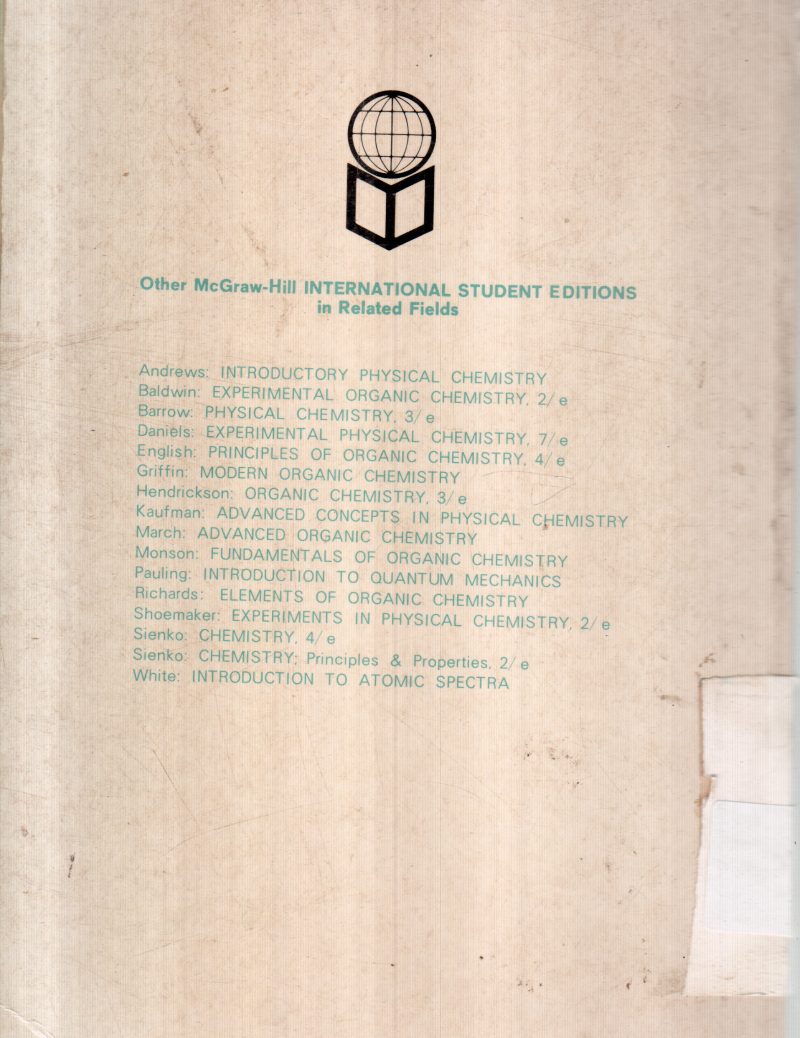 Other McGraw-Hill INTERNATIONAL STUDENT EDITIONS
in Related Fields
Andrews: INTRODUCTORY PHYSICAL CHEMISTRY
Baldwin: EXPERIMENTAL ORGANIC CHEMISTRY, 2/e
Barrow: PHYSICAL CHEMISTRY, 3/e
Daniels: EXPERIMENTAL PHYSICAL CHEMISTRY, 7/e
English: PRINCIPLES OF ORGANIC CHEMISTRY, 4/e
Griffin: MODERN ORGANIC CHEMISTRY
Hendrickson: ORGANIC CHEMISTRY, 3/e
Kaufman: ADVANCED CONCEPTS IN PHYSICAL CHEMISTRY
March: ADVANCED ORGANIC CHEMISTRY
Monson: FUNDAMENTALS OF ORGANIC CHEMISTRY
Pauling: INTRODUCTION TO QUANTUM MECHANICS
Richards: ELEMENTS OF ORGANIC CHEMISTRY
Shoemaker: EXPERIMENTS IN PHYSICAL CHEMISTRY, 2/e
Sienko: CHEMISTRY, 4/e
Sienko: CHEMISTRY; Principles & Properties, 2/e
White: INTRODUCTION TO ATOMIC SPECTRA